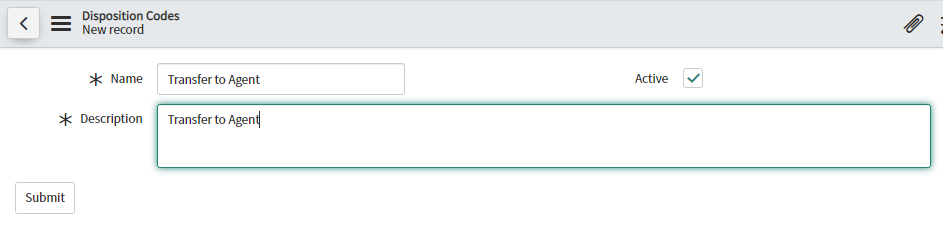 Disposition Codes
New record
Name Transfer to Agent Active
Description Transfer to Agent
Submit